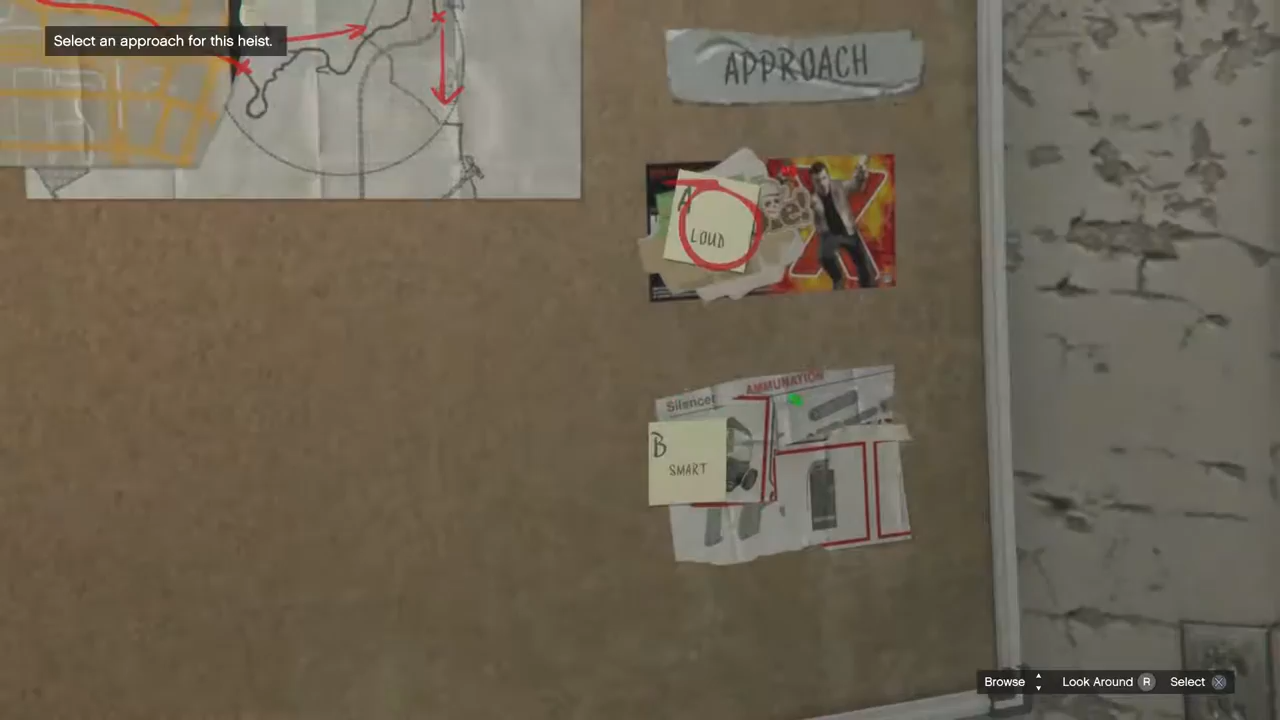 Select an approach for this heist.
APPROACH
A
LOUD
AMMUNATION
Silencer
B
SMART
Browse Look Around R Select